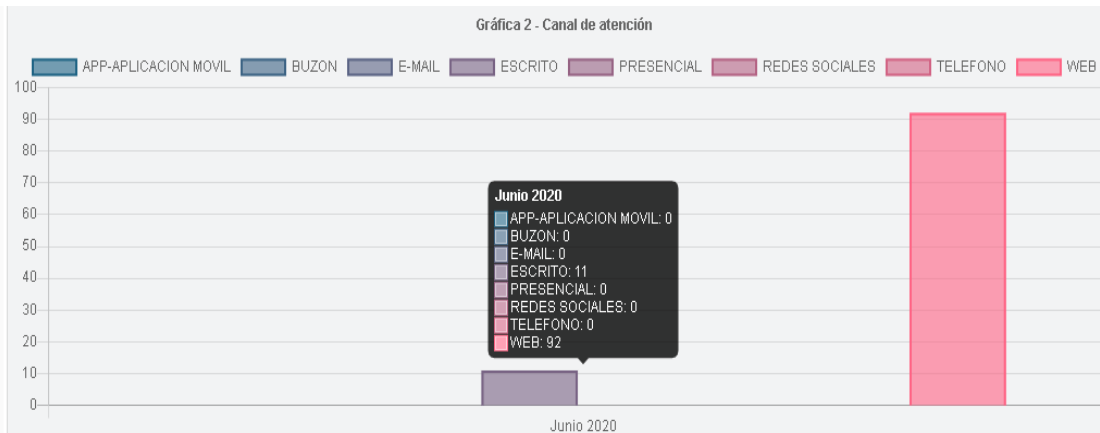 Gráfica 2 - Canal de atención
APP-APLICACION MOVIL BUZON E-MAIL ESCRITO PRESENCIAL REDES SOCIALES TELEFONO WEB
100
90
80
70
60
50
40
30
20
10
0
Junio 2020
APP-APLICACION MOVIL: 0
BUZON: 0
E-MAIL: 0
ESCRITO: 11
PRESENCIAL: 0
REDES SOCIALES: 0
TELEFONO: 0
WEB: 92
Junio 2020